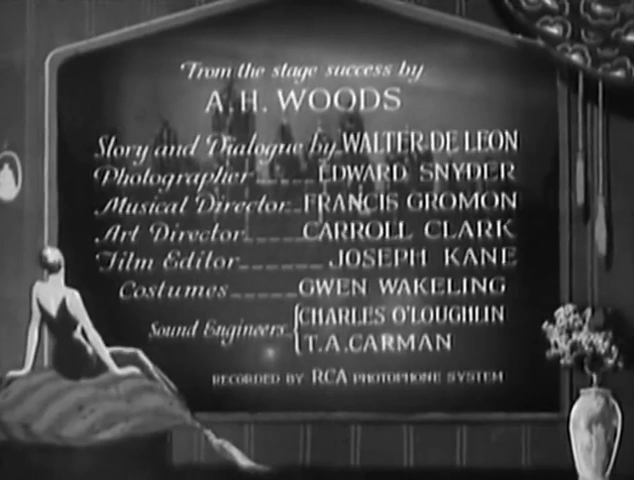 From the stage success by
A. H. WOODS
Story and Dialogue by WALTER DE LEON
Photographer EDWARD SNYDER
Musical Director FRANCIS GROMON
Art Director CARROLL CLARK
Film Editor JOSEPH KANE
Costumes GWEN WAKELING
Sound Engineers { CHARLES O'LOUGHLIN
T. A. CARMAN
RECORDED BY RCA PHOTOPHONE SYSTEM